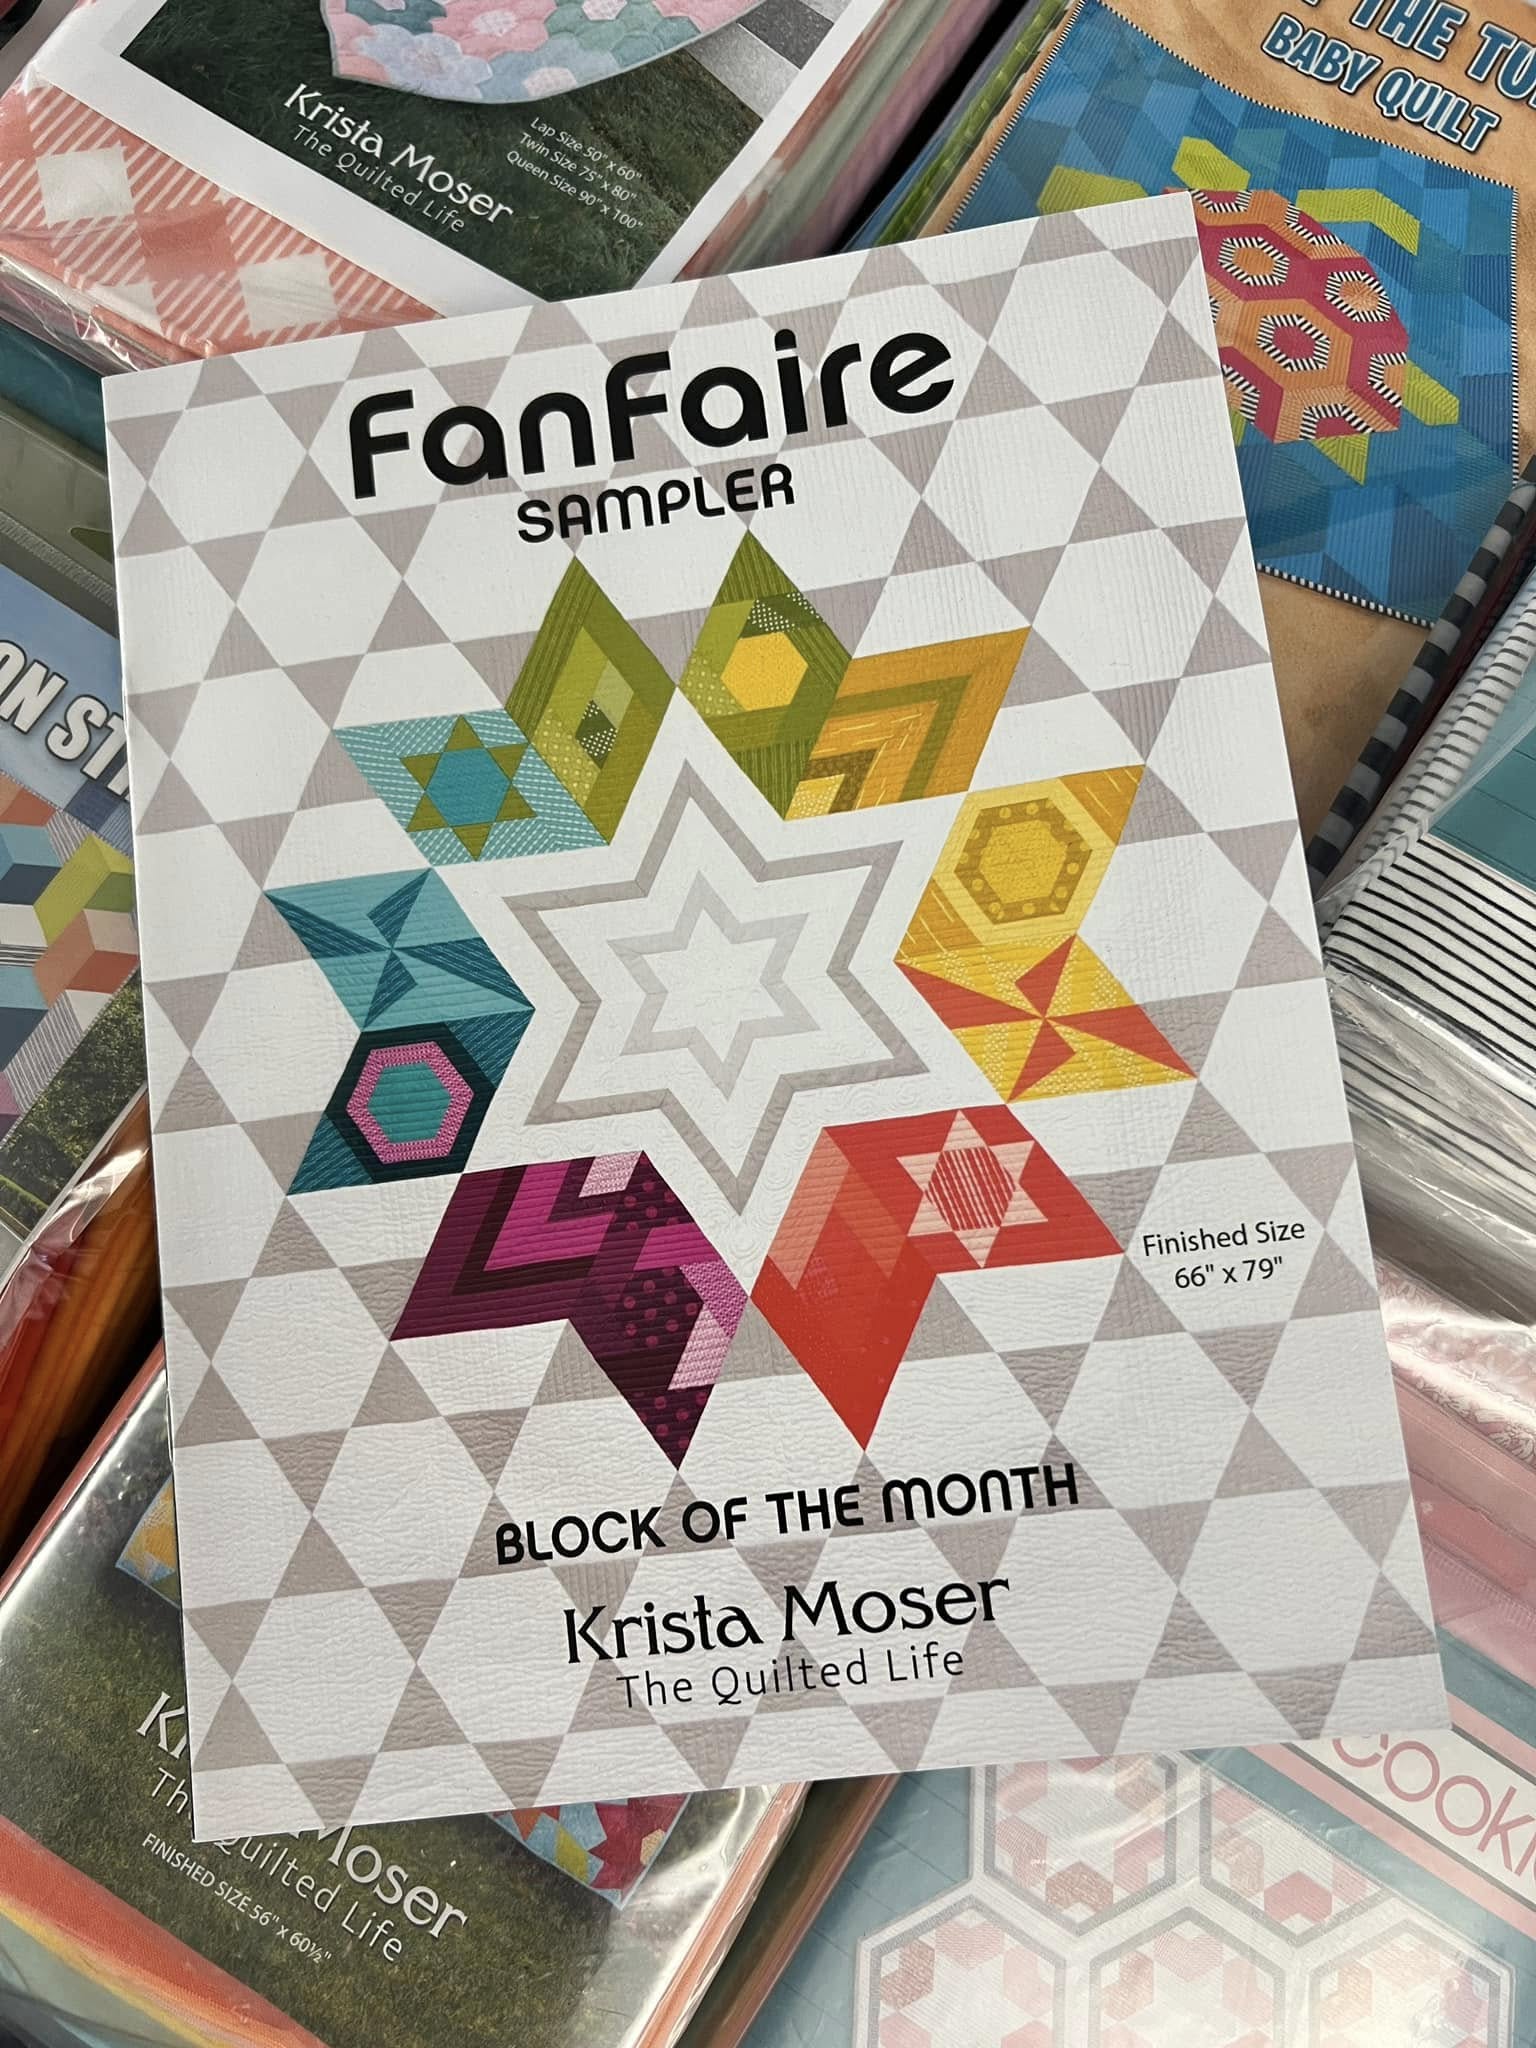 Krista Moser
The Quilted Life
Lap Size 50" x 60"
Twin Size 75" x 80"
Queen Size 90" x 100"
THE
BABY QUILT
FanFaire
SAMPLER
Finished Size
66" x 79"
BLOCK OF THE MONTH
Krista Moser
The Quilted Life
ON
Moser
Quilted Life
FINISHED SIZE 56" x 60½"